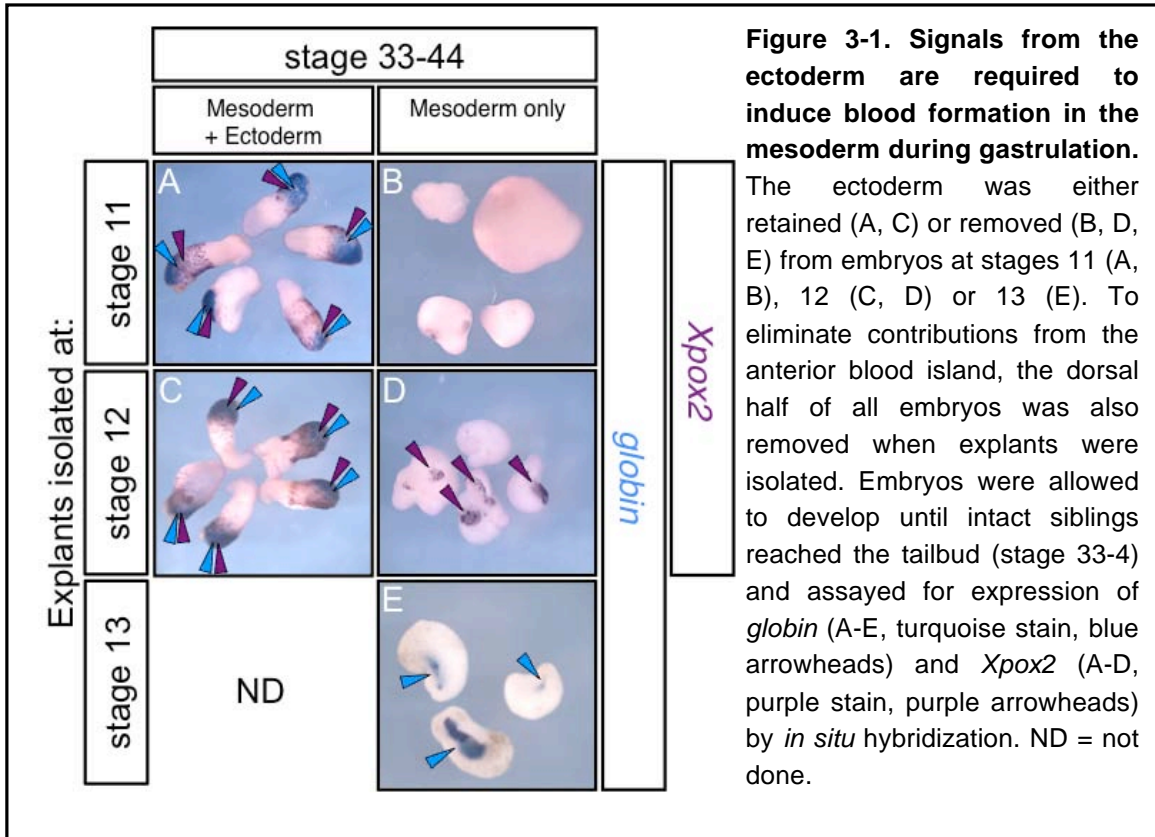 stage 33-44
Mesoderm
+ Ectoderm
Mesoderm only
Explants isolated at:
stage 11
A
B
stage 12
C
D
stage 13
ND
E
globin
Xpox2
Figure 3-1. Signals from the
ectoderm are required to
induce blood formation in the
mesoderm during gastrulation.
The ectoderm was either
retained (A, C) or removed (B, D,
E) from embryos at stages 11 (A,
B), 12 (C, D) or 13 (E). To
eliminate contributions from the
anterior blood island, the dorsal
half of all embryos was also
removed when explants were
isolated. Embryos were allowed
to develop until intact siblings
reached the tailbud (stage 33-4)
and assayed for expression of
globin (A-E, turquoise stain, blue
arrowheads) and Xpox2 (A-D,
purple stain, purple arrowheads)
by in situ hybridization. ND = not
done.